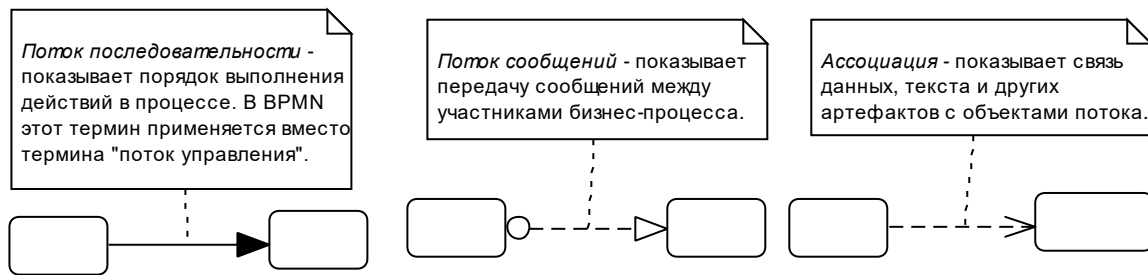 Поток последовательности -
показывает порядок выполнения
действий в процессе. В BPMN
этот термин применяется вместо
термина "поток управления".
Поток сообщений - показывает
передачу сообщений между
участниками бизнес-процесса.
Ассоциация - показывает связь
данных, текста и других
артефактов с объектами потока.